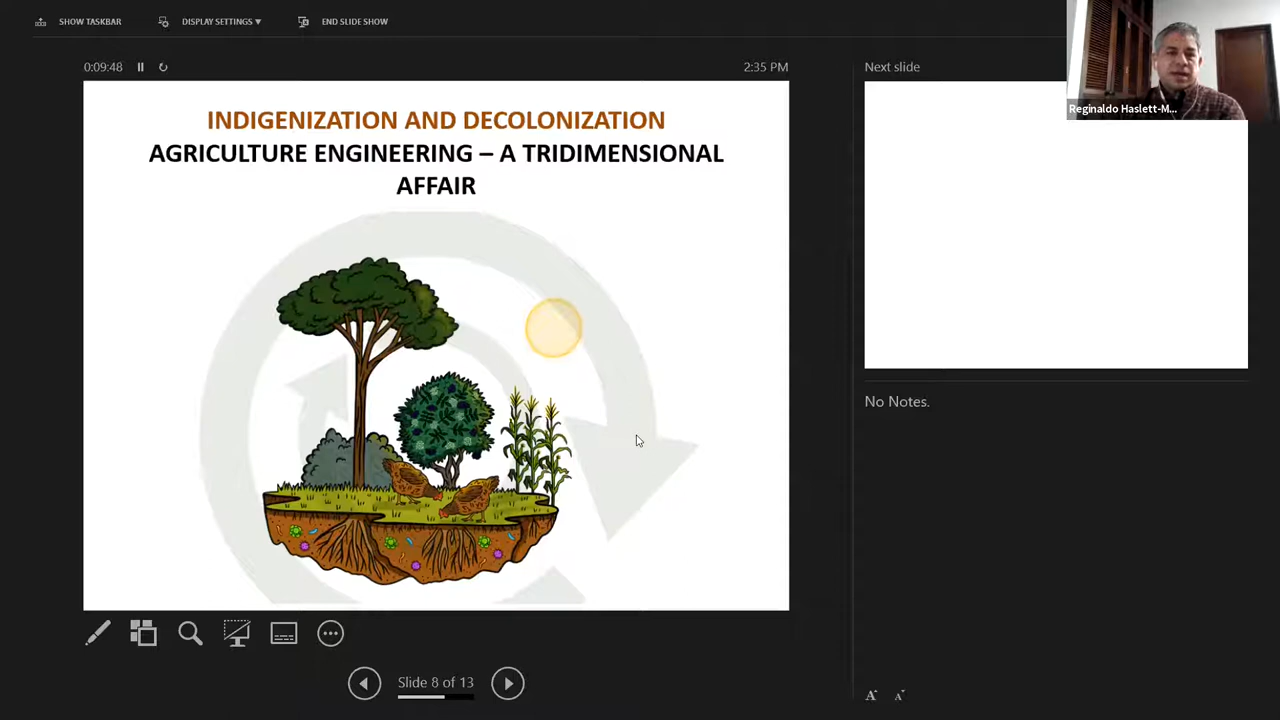 SHOW TASKBAR
DISPLAY SETTINGS ▼
END SLIDE SHOW
0:09:48
2:35 PM
Next slide
Reginaldo Haslett-M...
INDIGENIZATION AND DECOLONIZATION
AGRICULTURE ENGINEERING – A TRIDIMENSIONAL
AFFAIR
No Notes.
Slide 8 of 13
A A